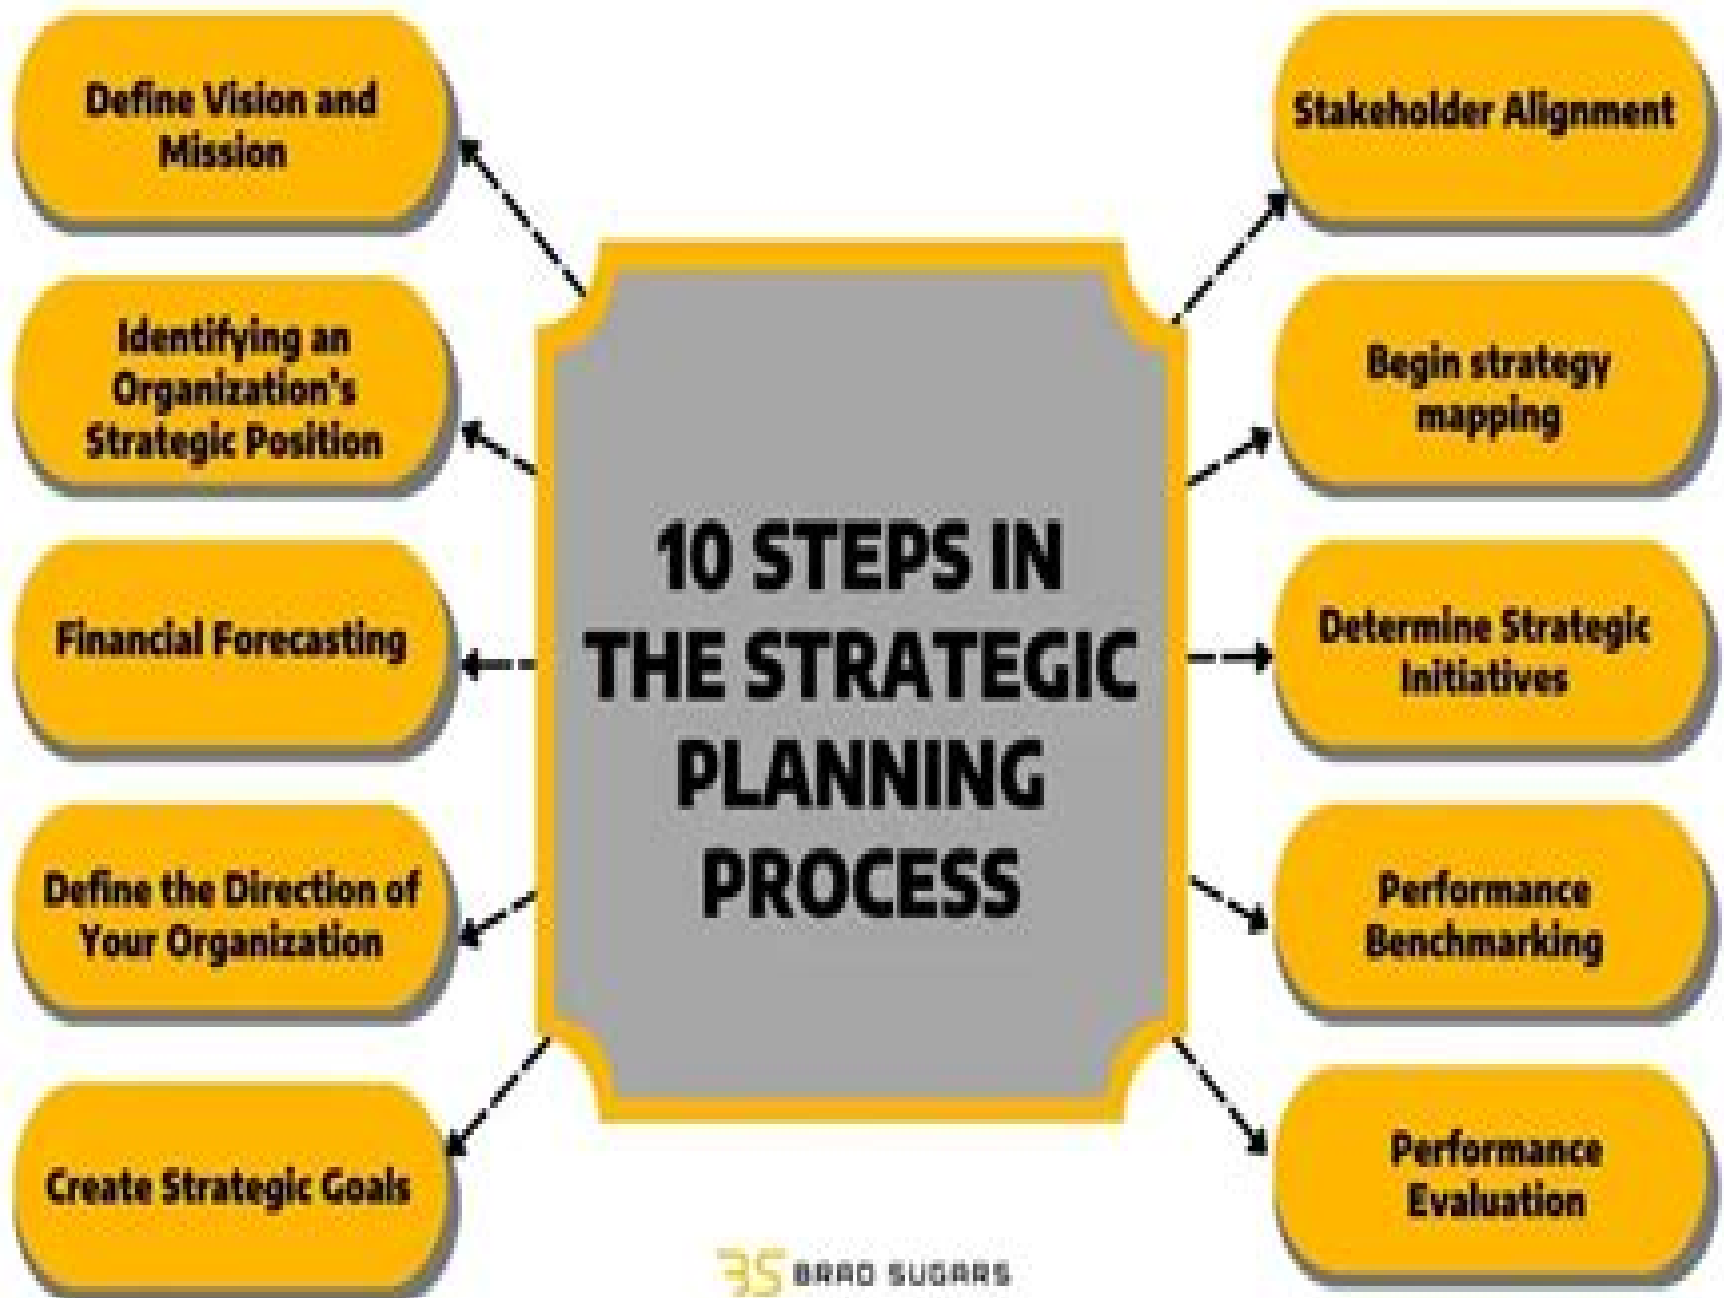 Define Vision and
Mission
Identifying an
Organization's
Strategic Position
Financial Forecasting
Define the Direction of
Your Organization
Create Strategic Goals
10 STEPS IN
THE STRATEGIC
PLANNING
PROCESS
Stakeholder Alignment
Begin strategy
mapping
Determine Strategic
Initiatives
Performance
Benchmarking
Performance
Evaluation
BS BRAD SUGARS